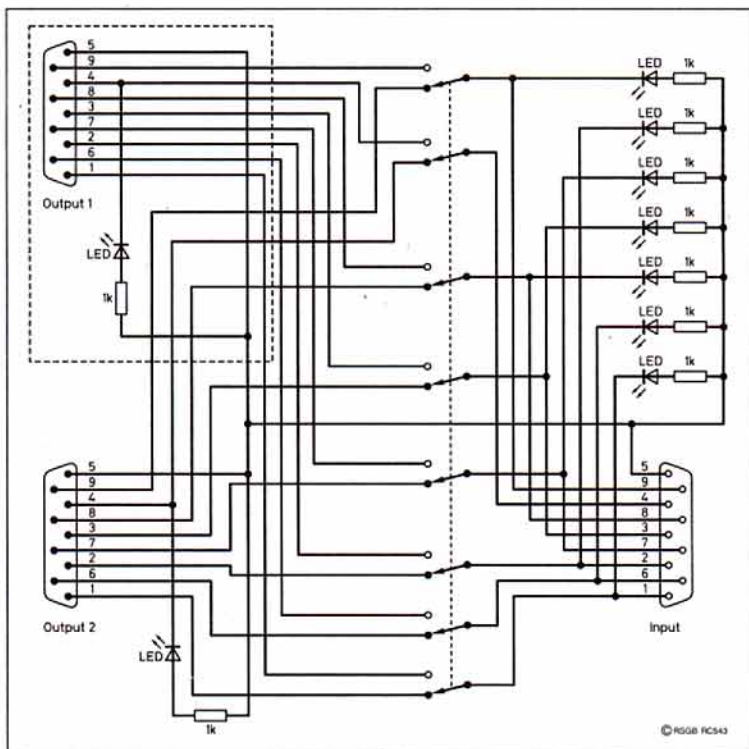 5
9
4
8
3
7
2
6
1
Output 1
LED
1k
LED 1k
LED 1k
LED 1k
LED 1k
LED 1k
LED 1k
LED 1k
5
9
4
8
3
7
2
6
1
Output 2
LED
1k
5
9
4
8
3
7
2
6
1
Input
© RSGB RC543